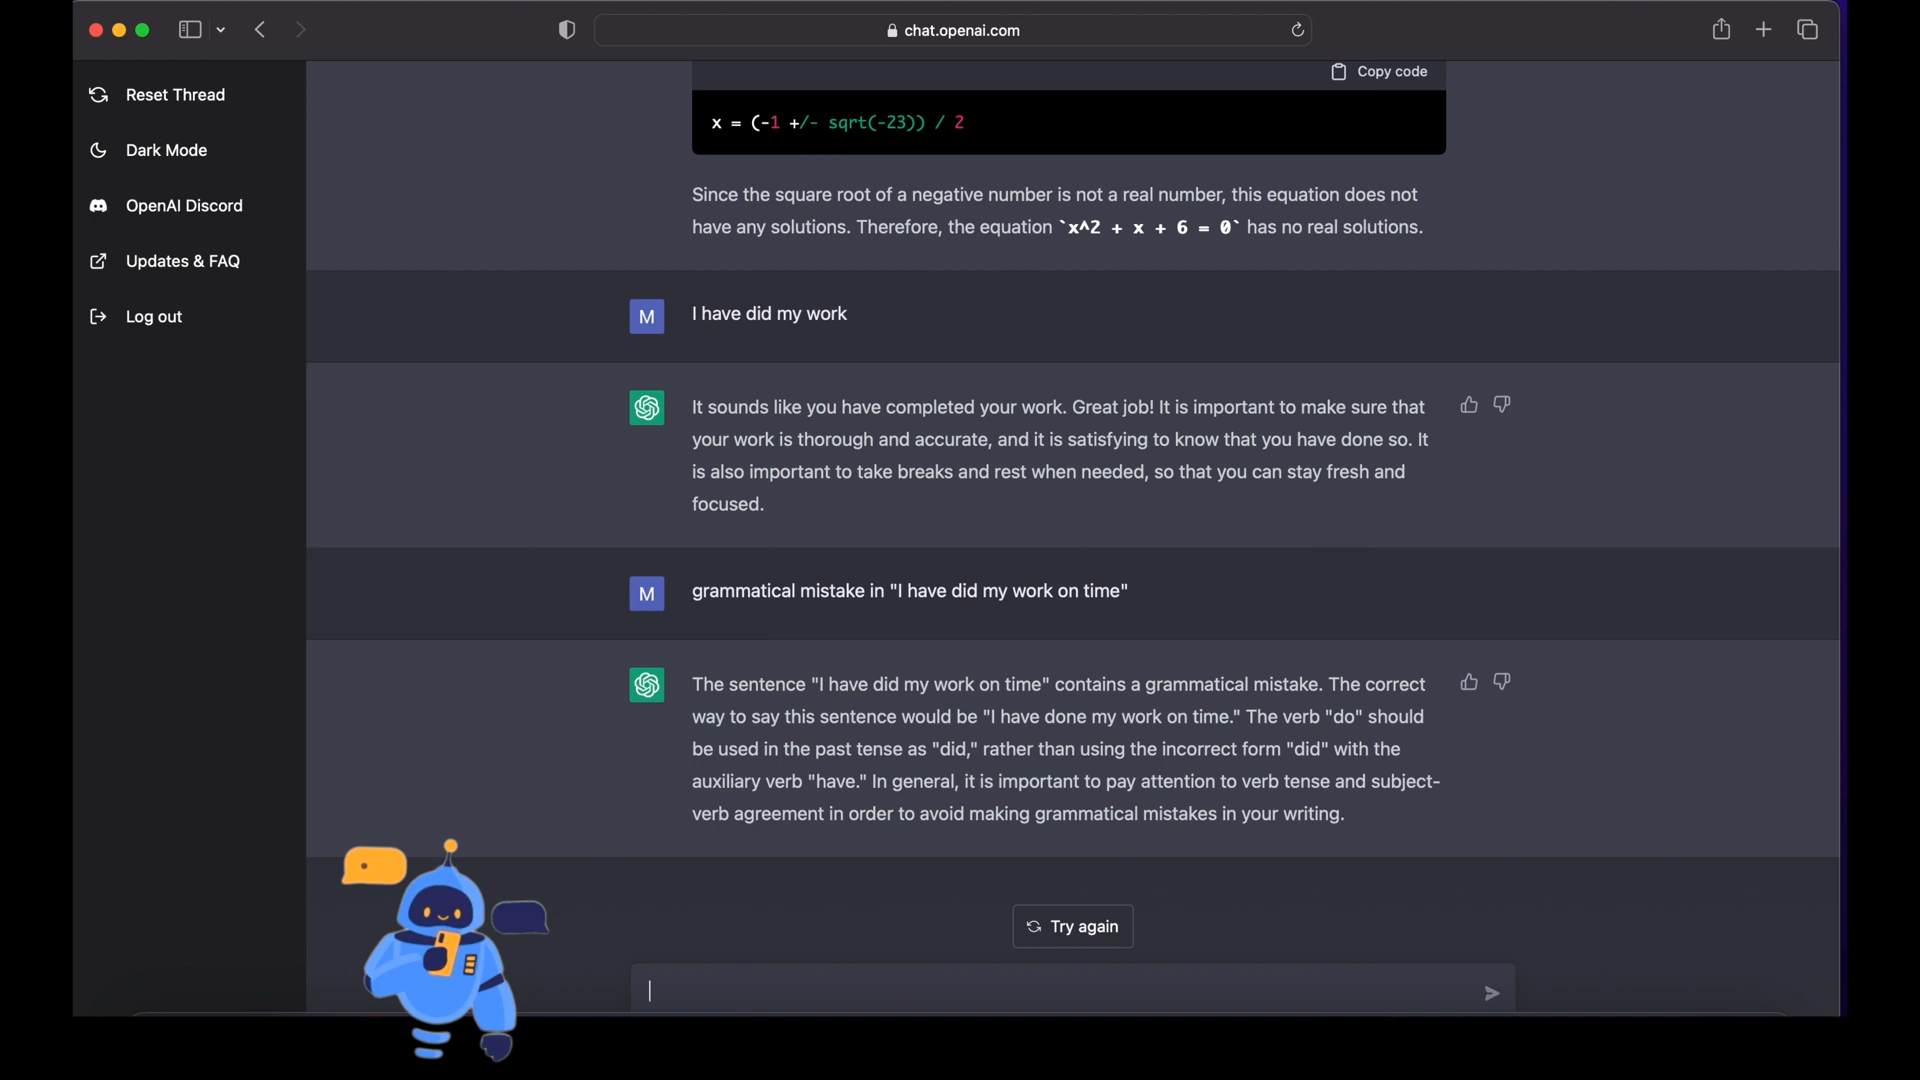 chat.openai.com
Reset Thread
Dark Mode
OpenAI Discord
Updates & FAQ
Log out
Copy code
x = (-1 +/- sqrt(-23)) / 2
Since the square root of a negative number is not a real number, this equation does not
have any solutions. Therefore, the equation `x^2 + x + 6 = 0` has no real solutions.
M
I have did my work
It sounds like you have completed your work. Great job! It is important to make sure that
your work is thorough and accurate, and it is satisfying to know that you have done so. It
is also important to take breaks and rest when needed, so that you can stay fresh and
focused.
M
grammatical mistake in "I have did my work on time"
The sentence "I have did my work on time" contains a grammatical mistake. The correct
way to say this sentence would be "I have done my work on time." The verb "do" should
be used in the past tense as "did," rather than using the incorrect form "did" with the
auxiliary verb "have." In general, it is important to pay attention to verb tense and subject-
verb agreement in order to avoid making grammatical mistakes in your writing.
Try again